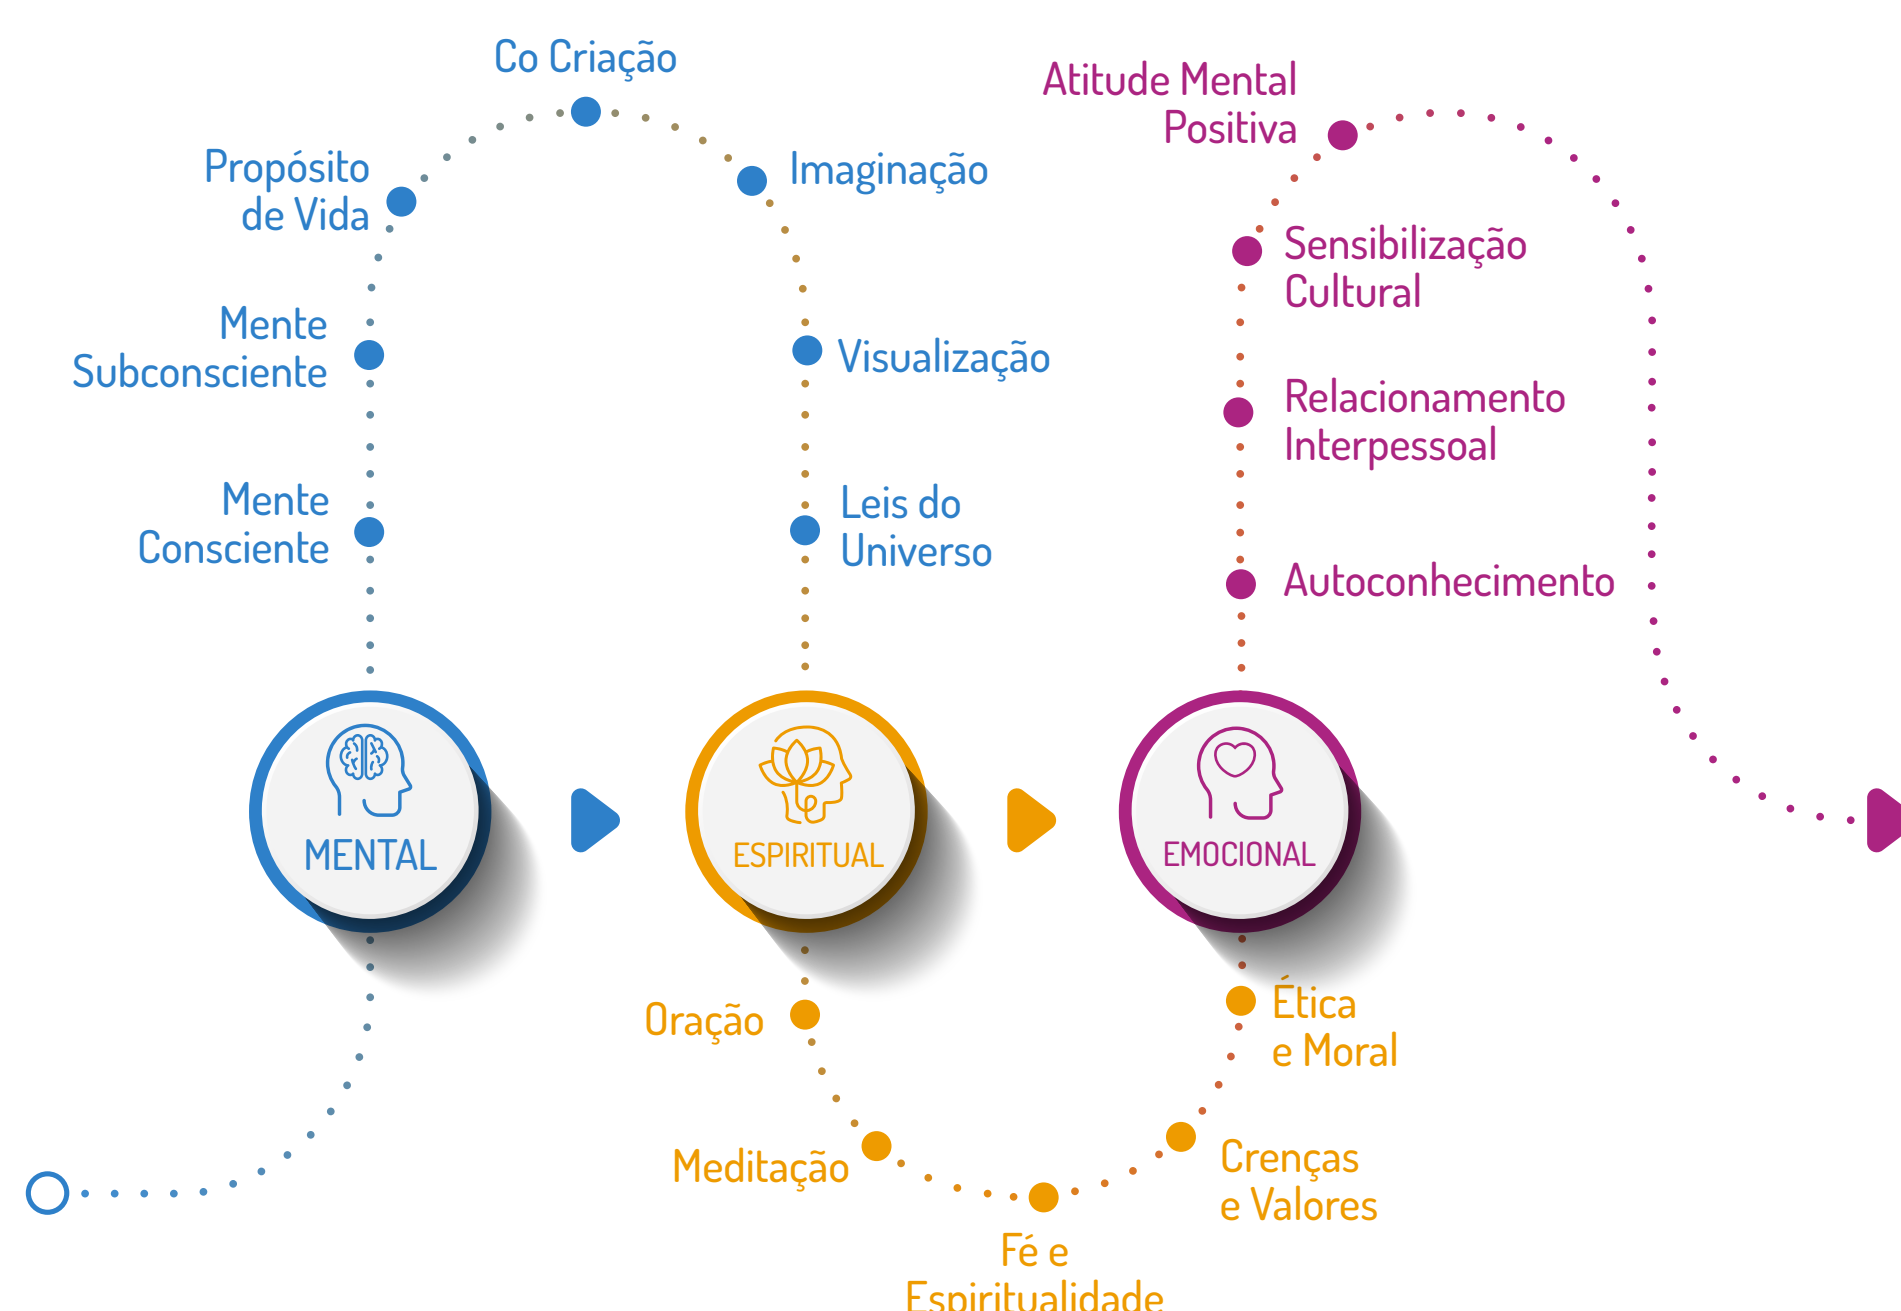 Co Criação
Propósito
de Vida
Imaginação
Mente
Subconsciente
Visualização
Mente
Consciente
Leis do
Universo
MENTAL
ESPIRITUAL
Oração
Meditação
Fé e
Espiritualidade
Crenças
e Valores
Ética
e Moral
EMOCIONAL
Autoconhecimento
Relacionamento
Interpessoal
Sensibilização
Cultural
Atitude Mental
Positiva